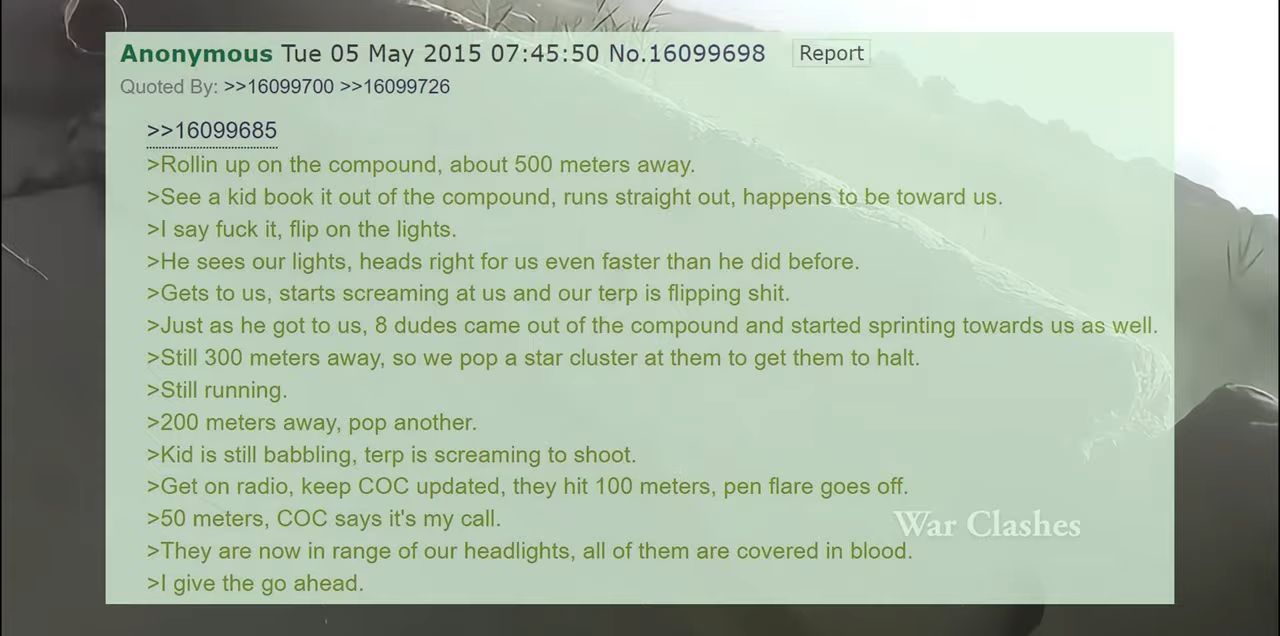 Anonymous Tue 05 May 2015 07:45:50 No.16099698 Report
Quoted By: >>16099700 >>16099726
>>16099685
>Rollin up on the compound, about 500 meters away.
>See a kid book it out of the compound, runs straight out, happens to be toward us.
>I say fuck it, flip on the lights.
>He sees our lights, heads right for us even faster than he did before.
>Gets to us, starts screaming at us and our terp is flipping shit.
>Just as he got to us, 8 dudes came out of the compound and started sprinting towards us as well.
>Still 300 meters away, so we pop a star cluster at them to get them to halt.
>Still running.
>200 meters away, pop another.
>Kid is still babbling, terp is screaming to shoot.
>Get on radio, keep COC updated, they hit 100 meters, pen flare goes off.
>50 meters, COC says it's my call.
War Clashes
>They are now in range of our headlights, all of them are covered in blood.
>I give the go ahead.